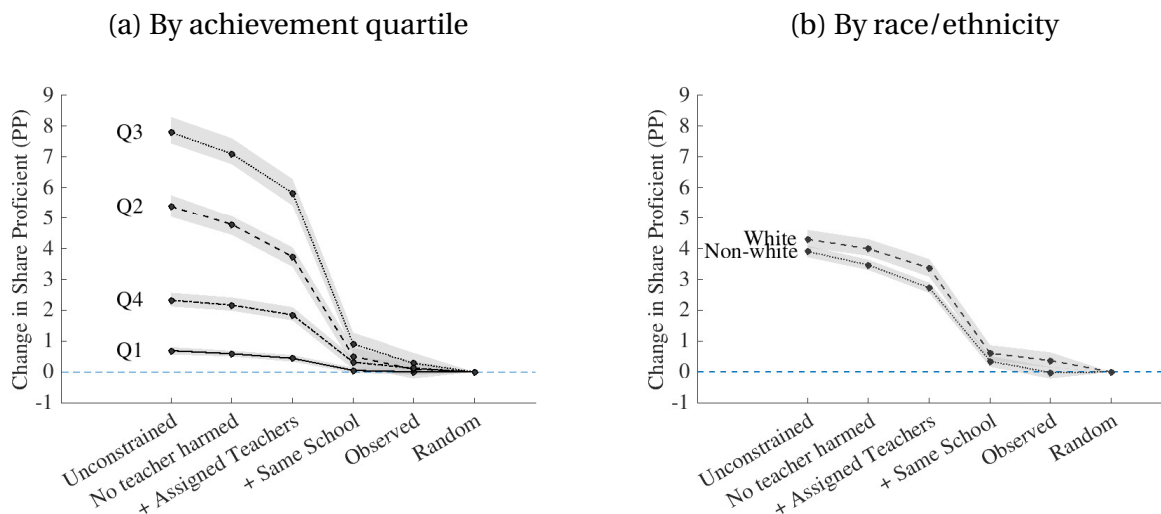 (a) By achievement quartile
Change in Share Proficient (PP)
9
8
7
6
5
4
3
2
1
0
-1
Q3
Q2
Q4
Q1
Unconstrained
No teacher harmed
+ Assigned Teachers
+ Same School
Observed
Random
(b) By race/ethnicity
Change in Share Proficient (PP)
9
8
7
6
5
4
3
2
1
0
-1
White
Non-white
Unconstrained
No teacher harmed
+ Assigned Teachers
+ Same School
Observed
Random